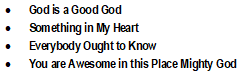 • God is a Good God
• Something in My Heart
• Everybody Ought to Know
• You are Awesome in this Place Mighty God